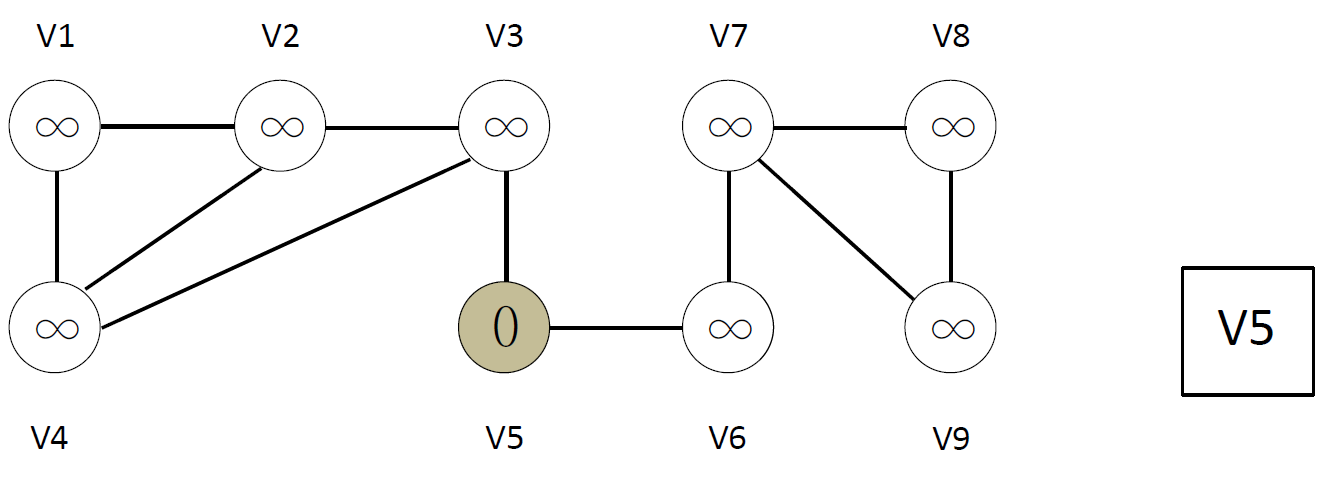 V1 V2 V3 V7 V8
∞ ∞ ∞ ∞ ∞
∞ 0 ∞ ∞ V5
V4 V5 V6 V9